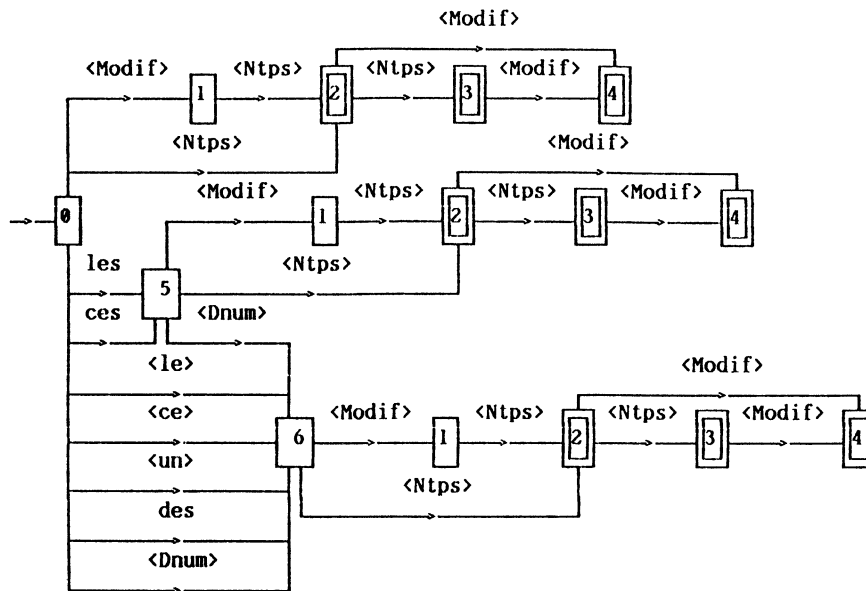 <Modif>
<Modif> <Ntps> <Ntps> <Modif>
1 2 3 4
<Ntps> <Modif>
<Modif> <Ntps> <Ntps> <Modif>
0 1 2 3 4
les <Ntps>
5
ces <Dnum>
<le> <Modif>
<ce> <Modif> <Ntps> <Ntps> <Modif>
6 1 2 3 4
<un> <Ntps>
des
<Dnum>